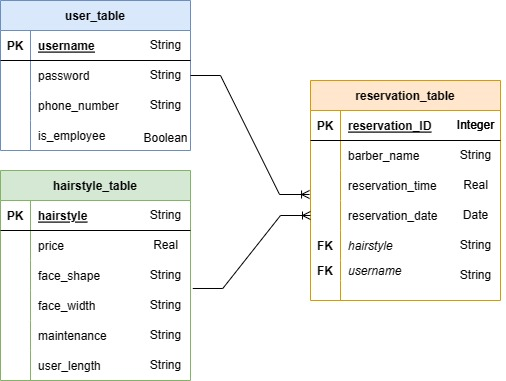 user_table
PK username String
password String
phone_number String
is_employee Boolean
hairstyle_table
PK hairstyle String
price Real
face_shape String
face_width String
maintenance String
user_length String
reservation_table
PK reservation_ID Integer
barber_name String
reservation_time Real
reservation_date Date
FK hairstyle String
FK username String